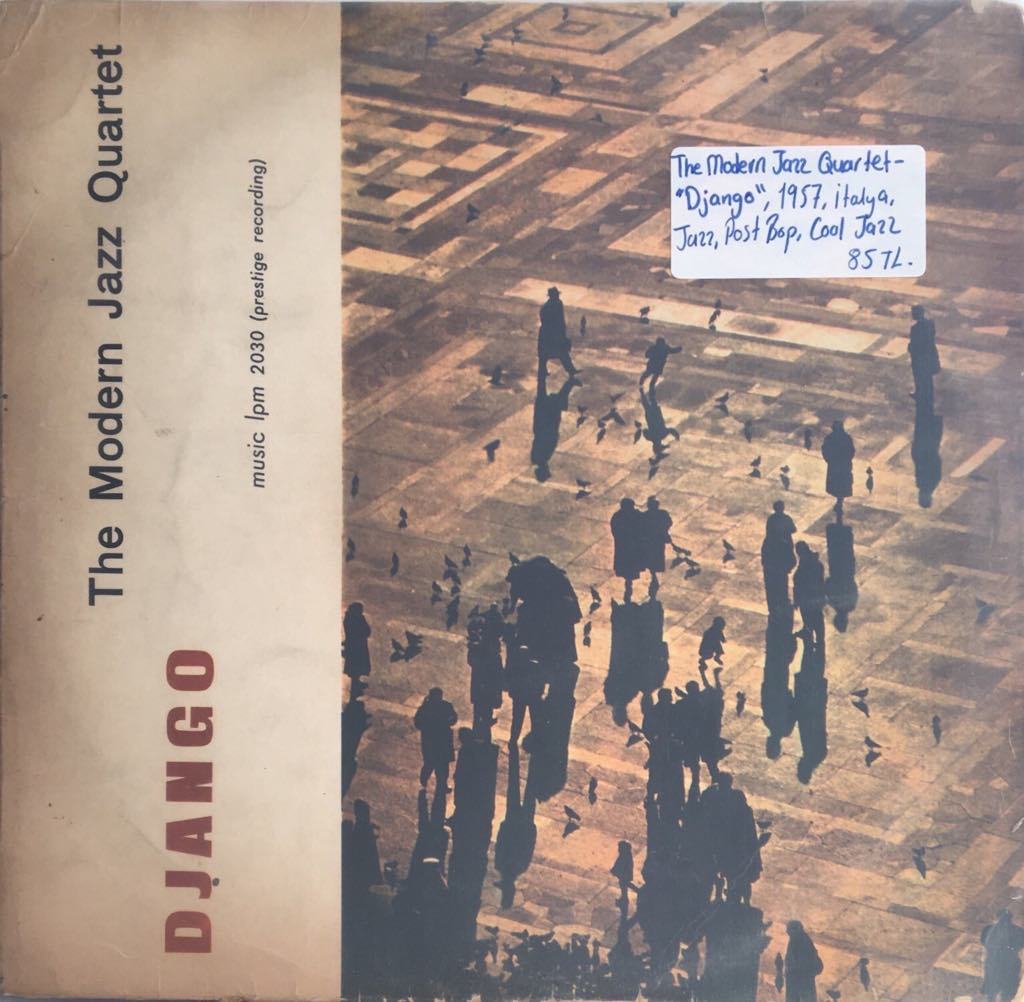 The Modern Jazz Quartet
DJANGO
music lpm 2030 (prestige recording)
The Modern Jazz Quartet-
"Django", 1957, italya,
Jazz, Post Bop, Cool Jazz
85 TL.